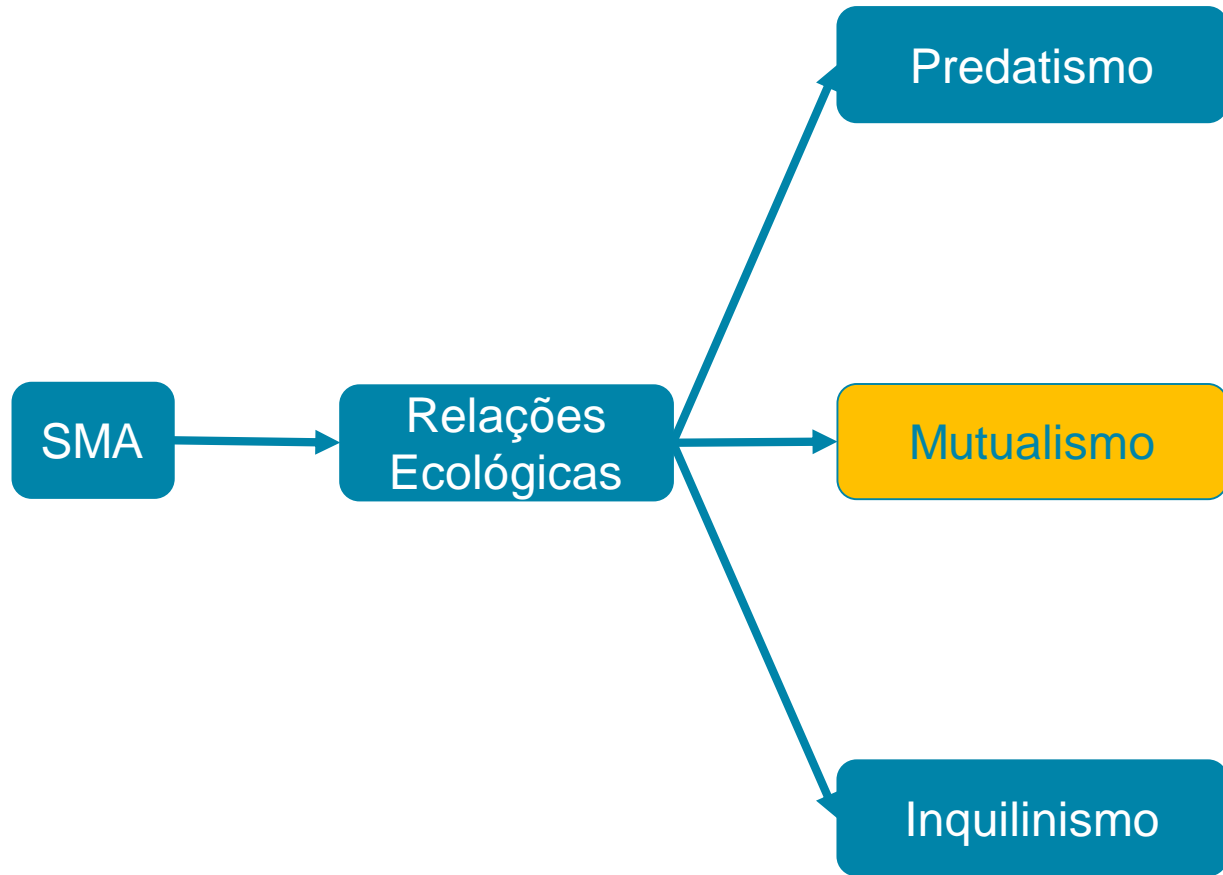 Predatismo
SMA
Relações
Ecológicas
Mutualismo
Inquilinismo